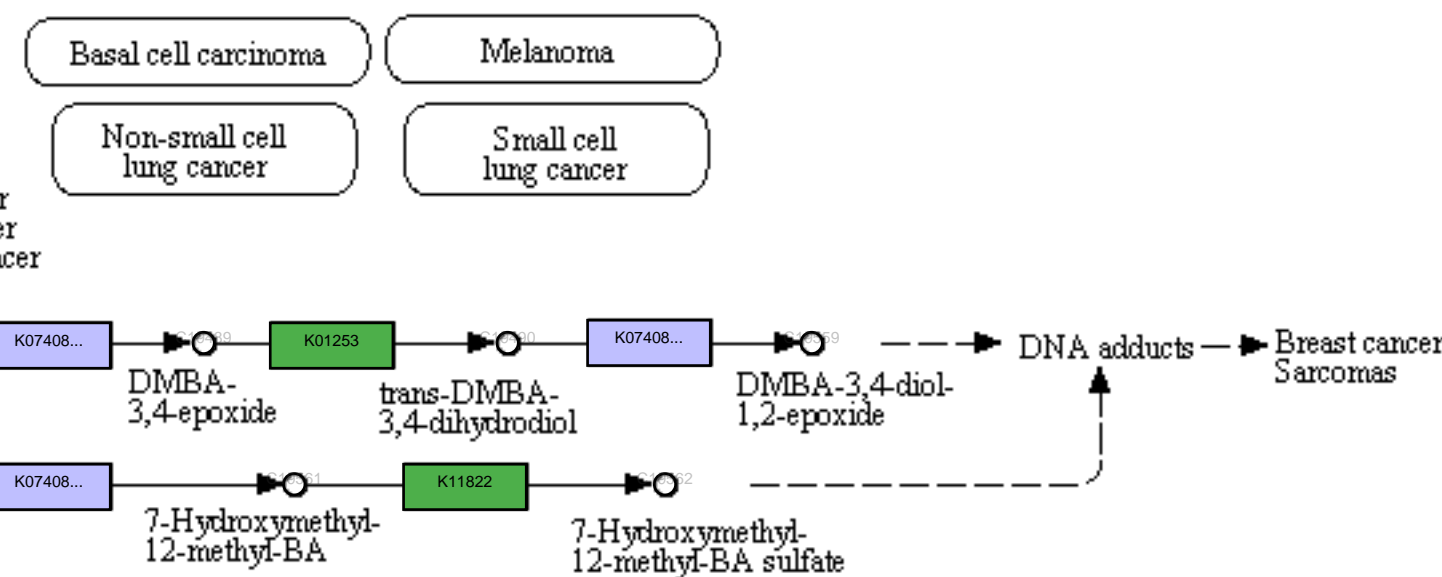 Basal cell carcinoma
Melanoma
Non-small cell
lung cancer
Small cell
lung cancer
K07408...
K01253
K07408...
DMBA-
3,4-epoxide
trans-DMBA-
3,4-dihydrodiol
DMBA-3,4-diol-
1,2-epoxide
DNA adducts
Breast cancer
Sarcomas
K07408...
K11822
7-Hydroxymethyl-
12-methyl-BA
7-Hydroxymethyl-
12-methyl-BA sulfate